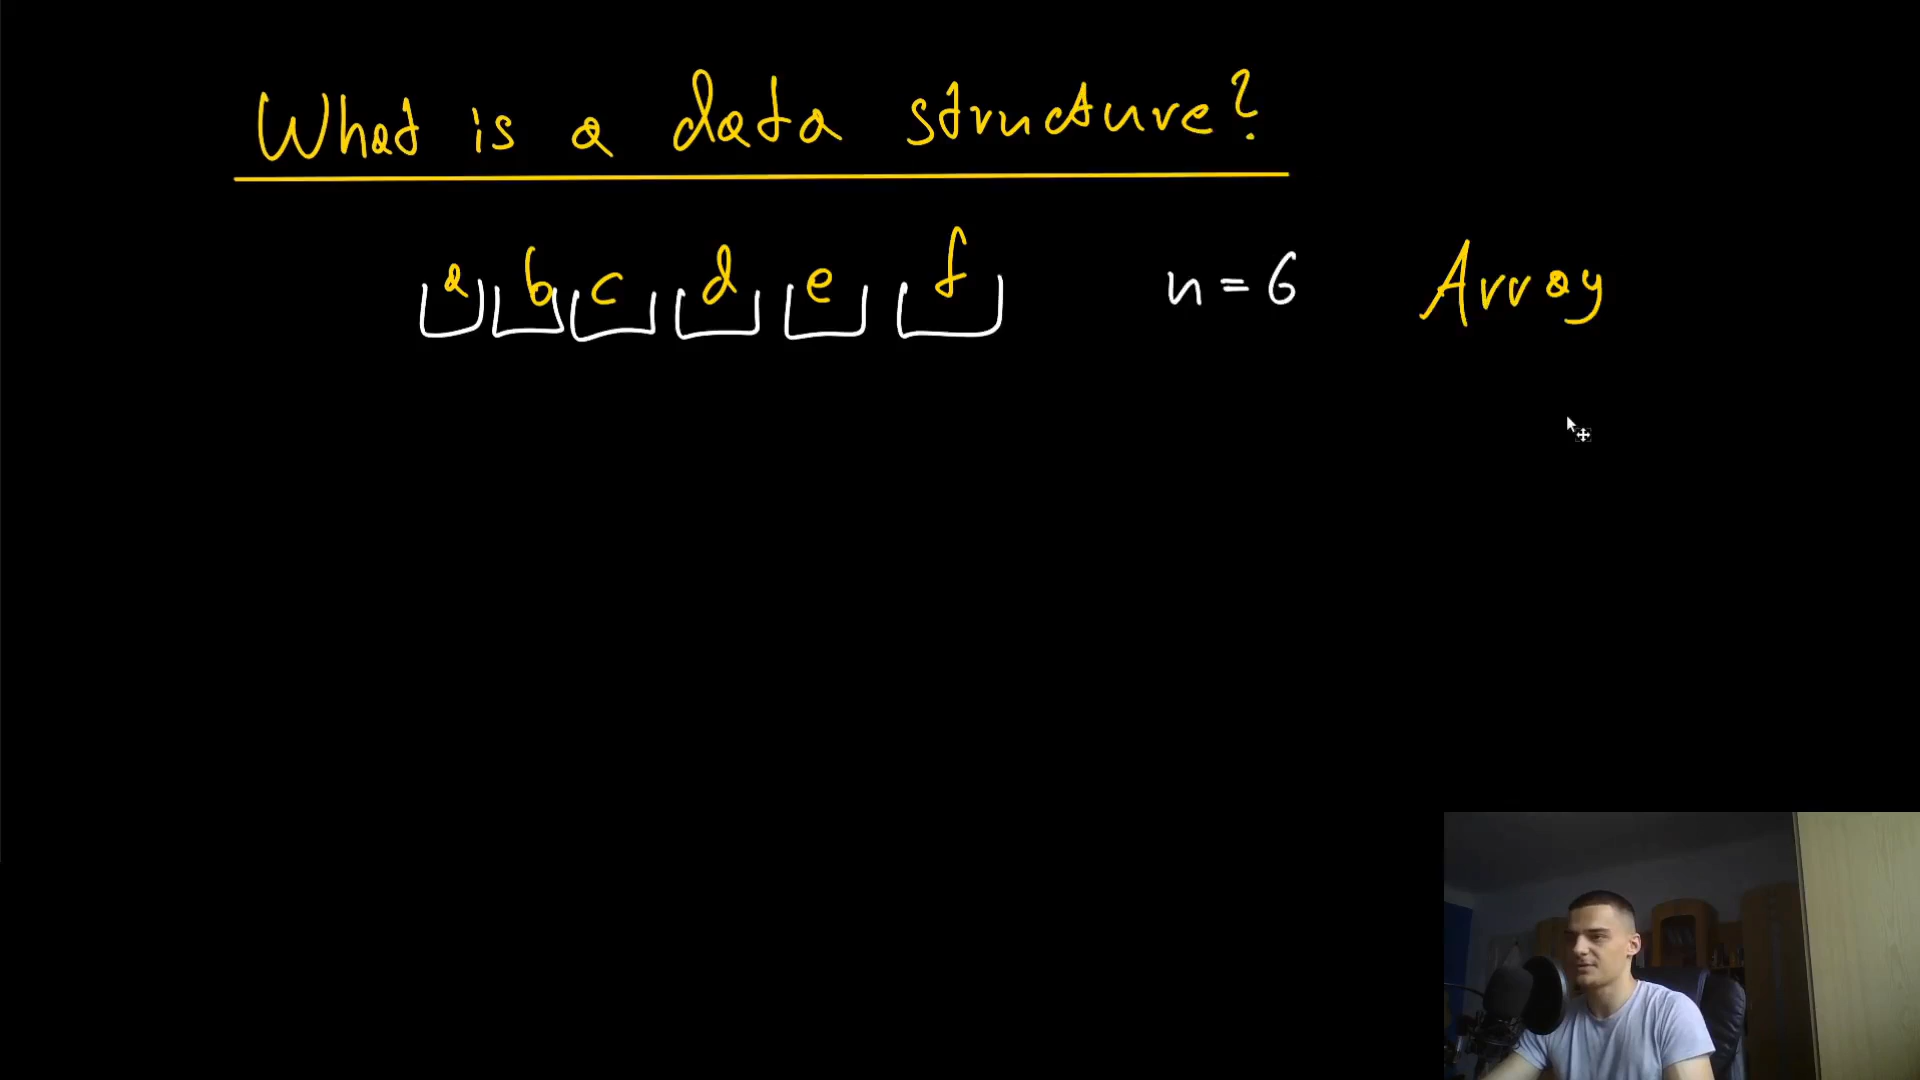 What is a data structure?
a b c d e f n = 6 Array